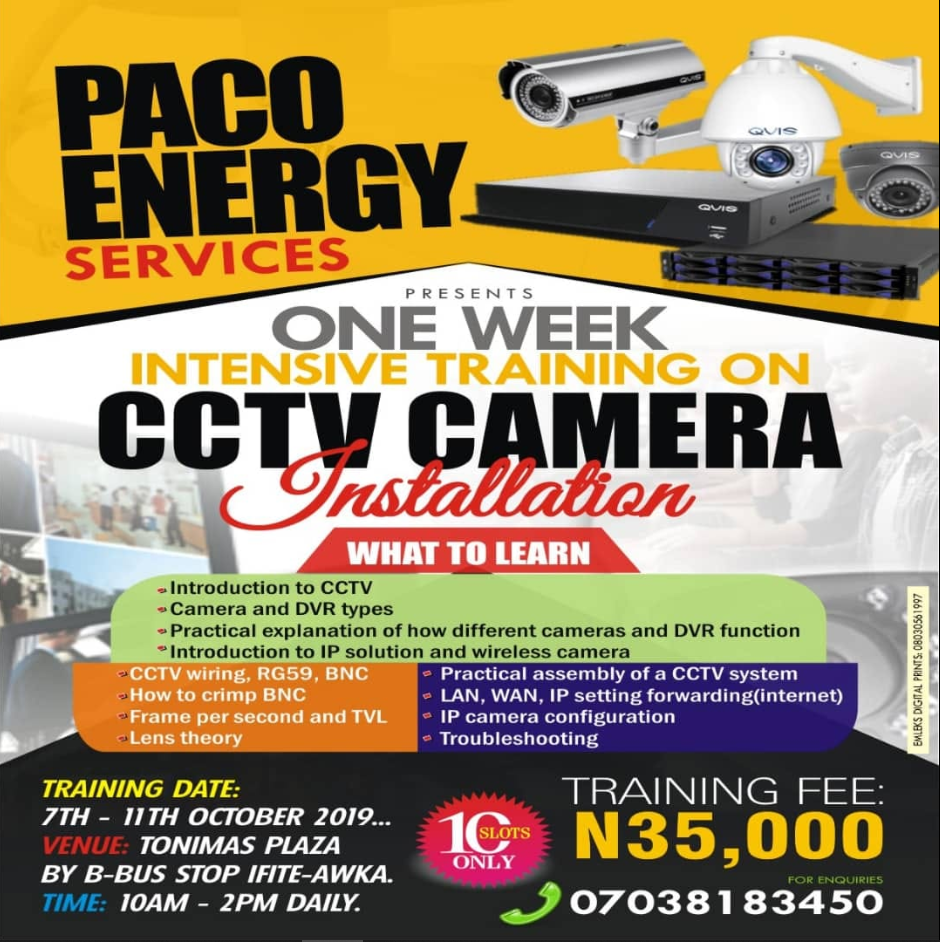 PACO
ENERGY
SERVICES
QVIS
QVIS
QVIS
QVIS
PRESENTS
ONE WEEK
INTENSIVE TRAINING ON
CCTV CAMERA
Installation
WHAT TO LEARN
Introduction to CCTV
Camera and DVR types
Practical explanation of how different cameras and DVR function
Introduction to IP solution and wireless camera
CCTV wiring, RG59, BNC
How to crimp BNC
Frame per second and TVL
Lens theory
Practical assembly of a CCTV system
LAN, WAN, IP setting forwarding(internet)
IP camera configuration
Troubleshooting
EMLEKS DIGITAL PRINTS: 08030561997
TRAINING DATE:
7TH - 11TH OCTOBER 2019...
VENUE: TONIMAS PLAZA
BY B-BUS STOP IFITE-AWKA.
TIME: 10AM - 2PM DAILY.
10 SLOTS
ONLY
TRAINING FEE:
N35,000
FOR ENQUIRIES
07038183450